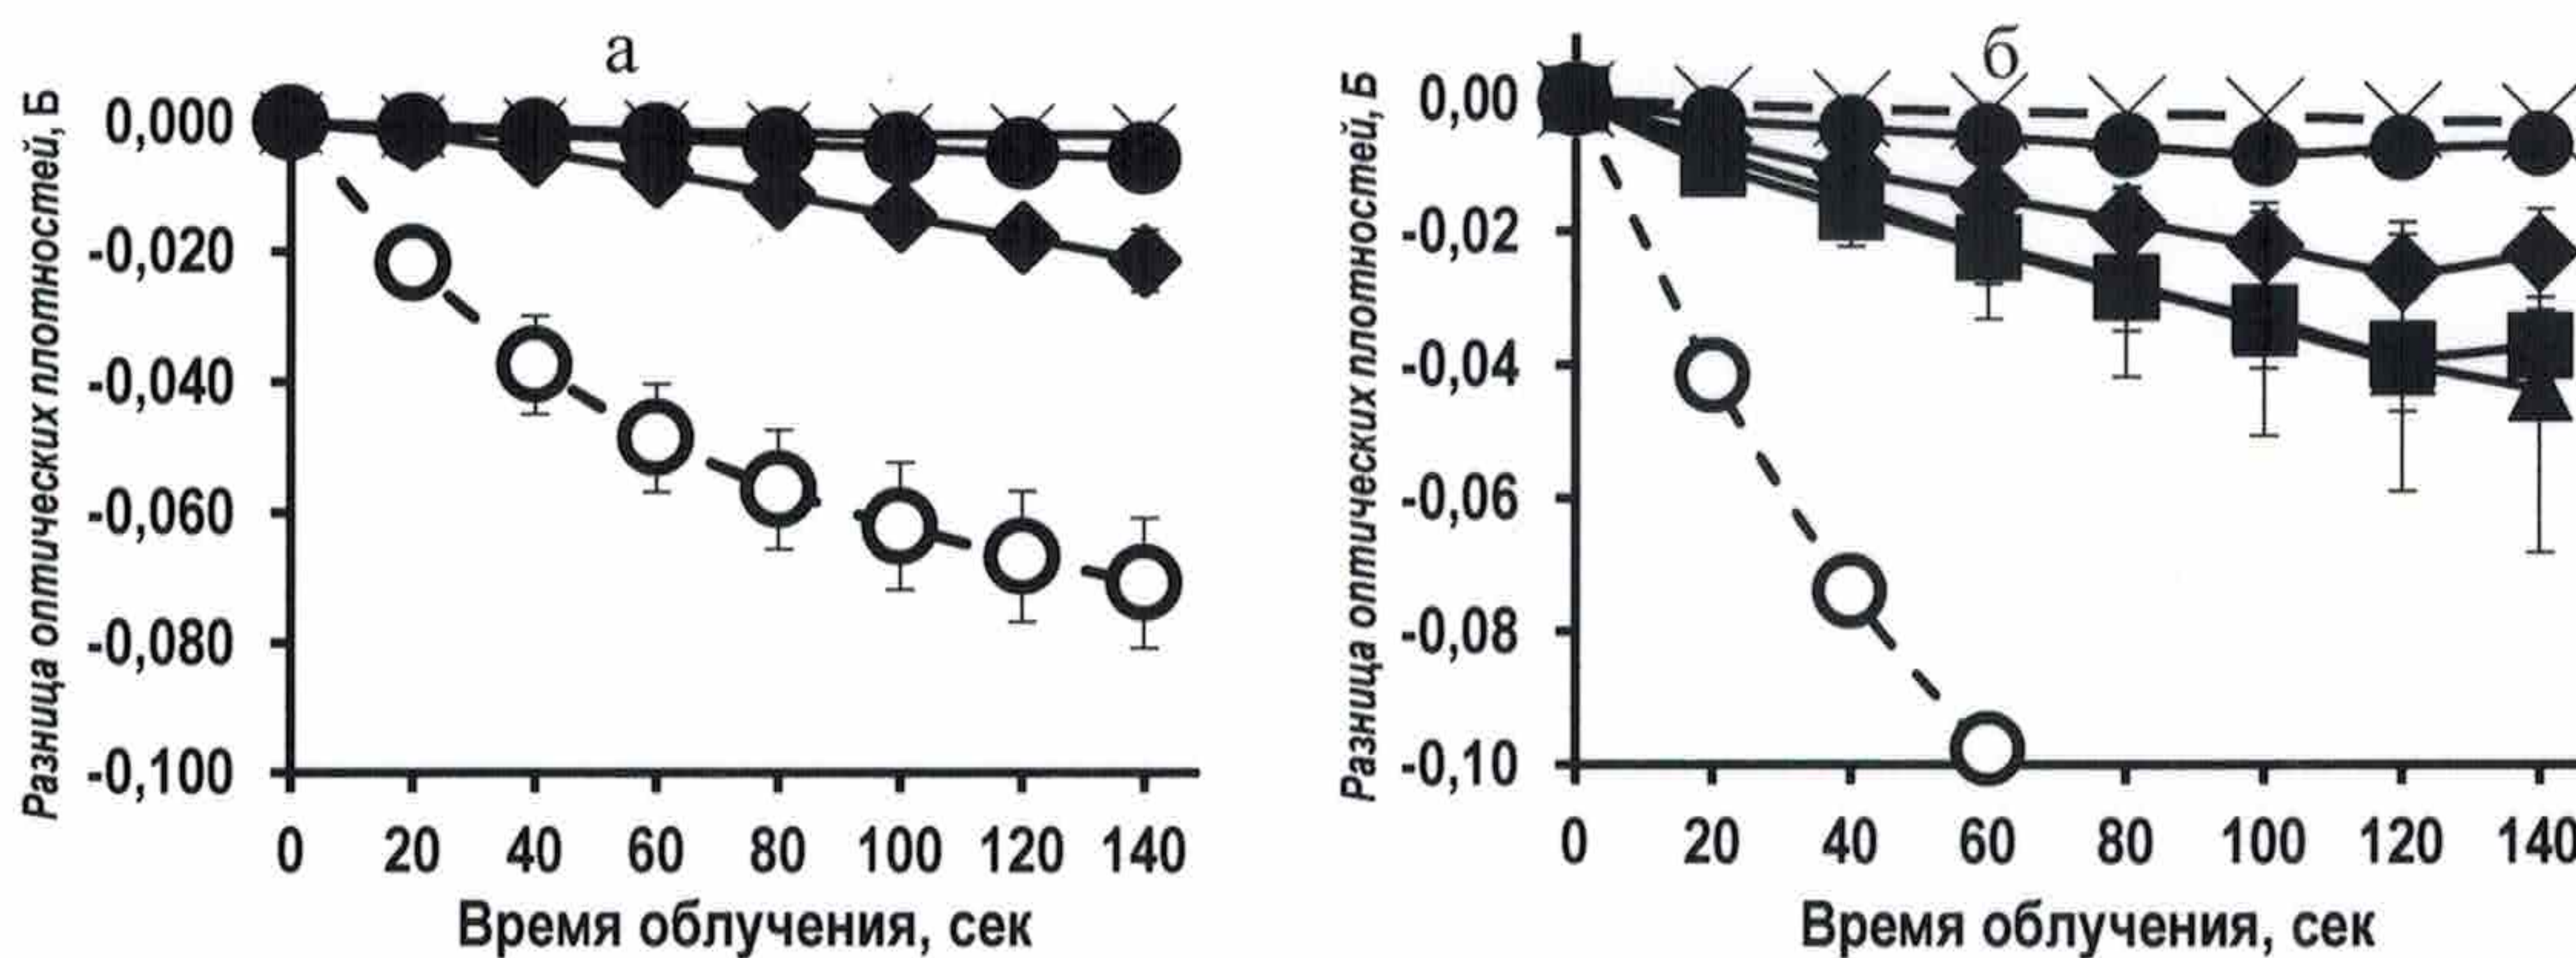 а
Разница оптических плотностей, Б
0,000
-0,020
-0,040
-0,060
-0,080
-0,100
0 20 40 60 80 100 120 140
Время облучения, сек
б
Разница оптических плотностей, Б
0,00
-0,02
-0,04
-0,06
-0,08
-0,10
0 20 40 60 80 100 120 140
Время облучения, сек